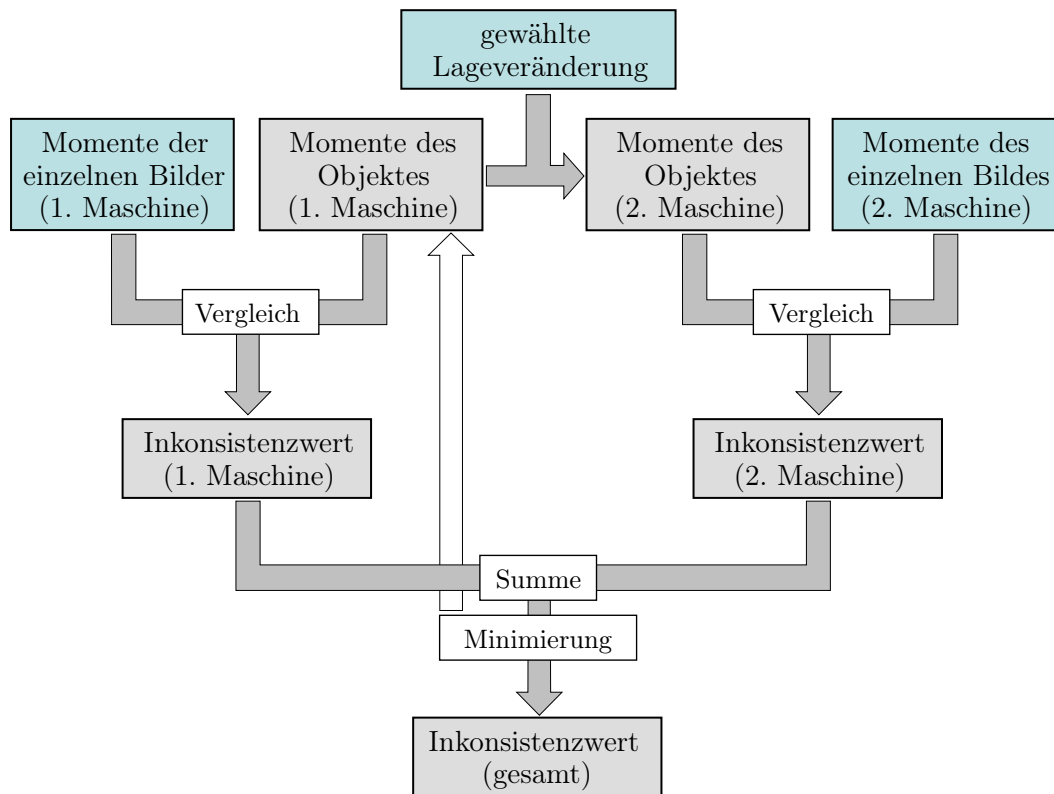 gewählte
Lageveränderung
Momente der
einzelnen Bilder
(1. Maschine)
Momente des
Objektes
(1. Maschine)
Momente des
Objektes
(2. Maschine)
Momente des
einzelnen Bildes
(2. Maschine)
Vergleich
Vergleich
Inkonsistenzwert
(1. Maschine)
Inkonsistenzwert
(2. Maschine)
Summe
Minimierung
Inkonsistenzwert
(gesamt)